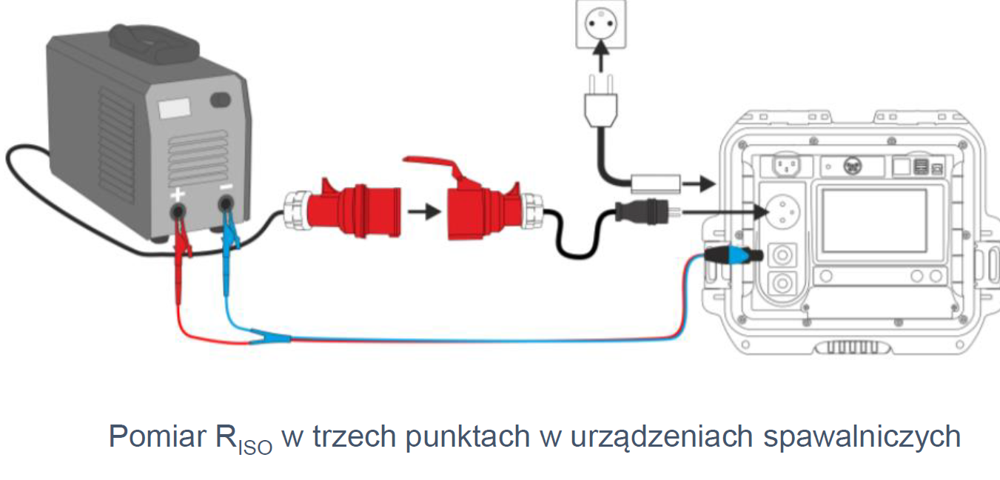 + −
Pomiar RISO w trzech punktach w urządzeniach spawalniczych